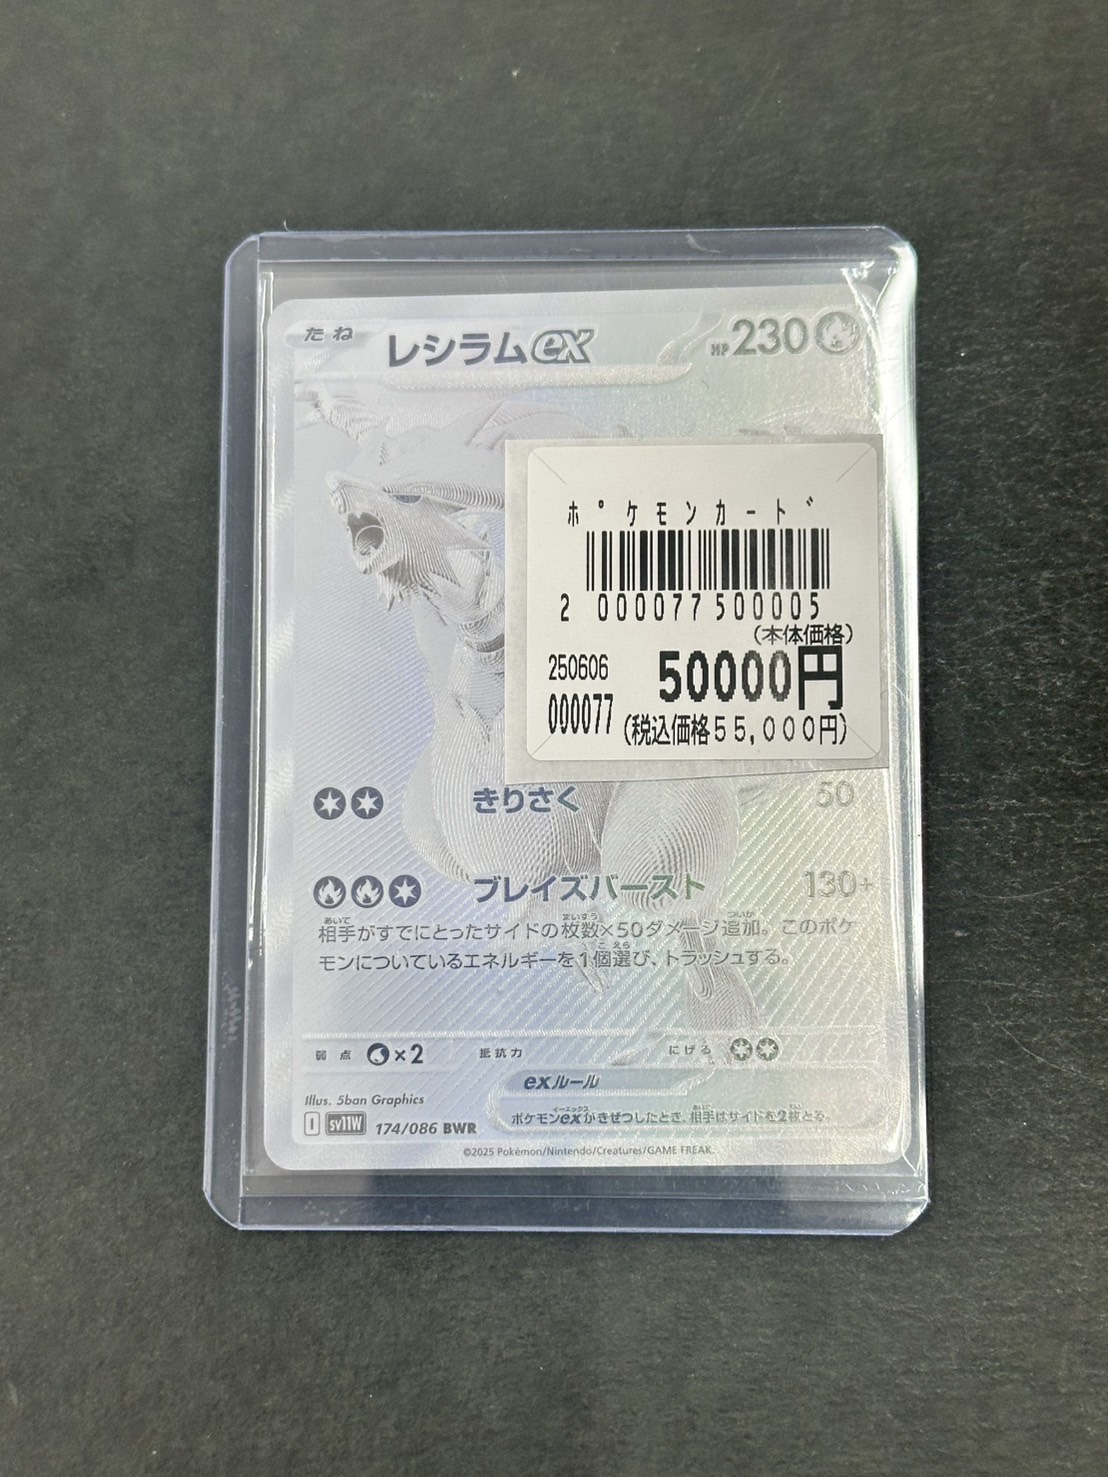 たね レシラムex HP230
ポケモンカード
2 000077 500005
(本体価格)
250606 50000円
000077 (税込価格55,000円)
きりさく 50
ブレイズバースト 130+
相手がすでにとったサイドの枚数×50ダメージ追加。このポケ
モンについているエネルギーを1個選び、トラッシュする。
弱点 ×2 抵抗力 にげる
exルール
ポケモンexがきぜつしたとき、相手はサイドを2枚とる。
Illus. 5ban Graphics
I sv11W 174/086 BWR
©2025 Pokémon/Nintendo/Creatures/GAME FREAK.